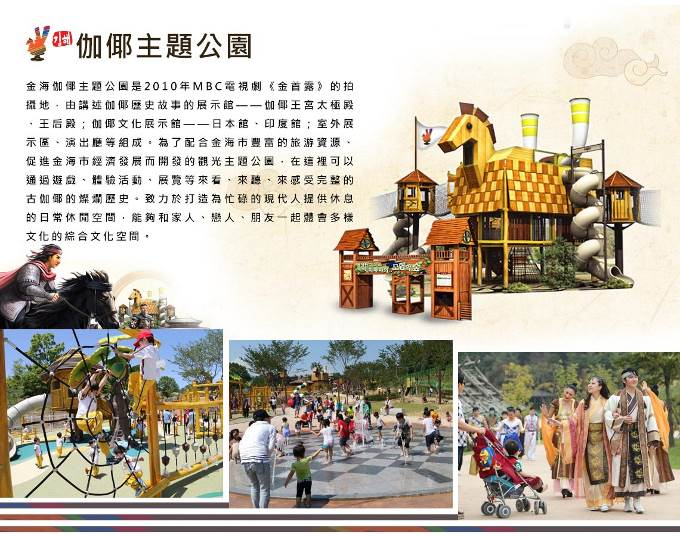 伽倻主題公園
金海伽倻主題公園是2010年MBC電視劇《金首露》的拍
攝地，由講述伽倻歷史故事的展示館——伽倻王宮太極殿
、王后殿；伽倻文化展示館——日本館、印度館；室外展
示區、演出廳等組成。為了配合金海市豐富的旅游資源、
促進金海市經濟發展而開發的觀光主題公園，在這裡可以
通過遊戲、體驗活動、展覽等來看、來聽、來感受完整的
古伽倻的燦爛歷史。致力於打造為忙碌的現代人提供休息
的日常休閒空間，能夠和家人、戀人、朋友一起體會多樣
文化的綜合文化空間。